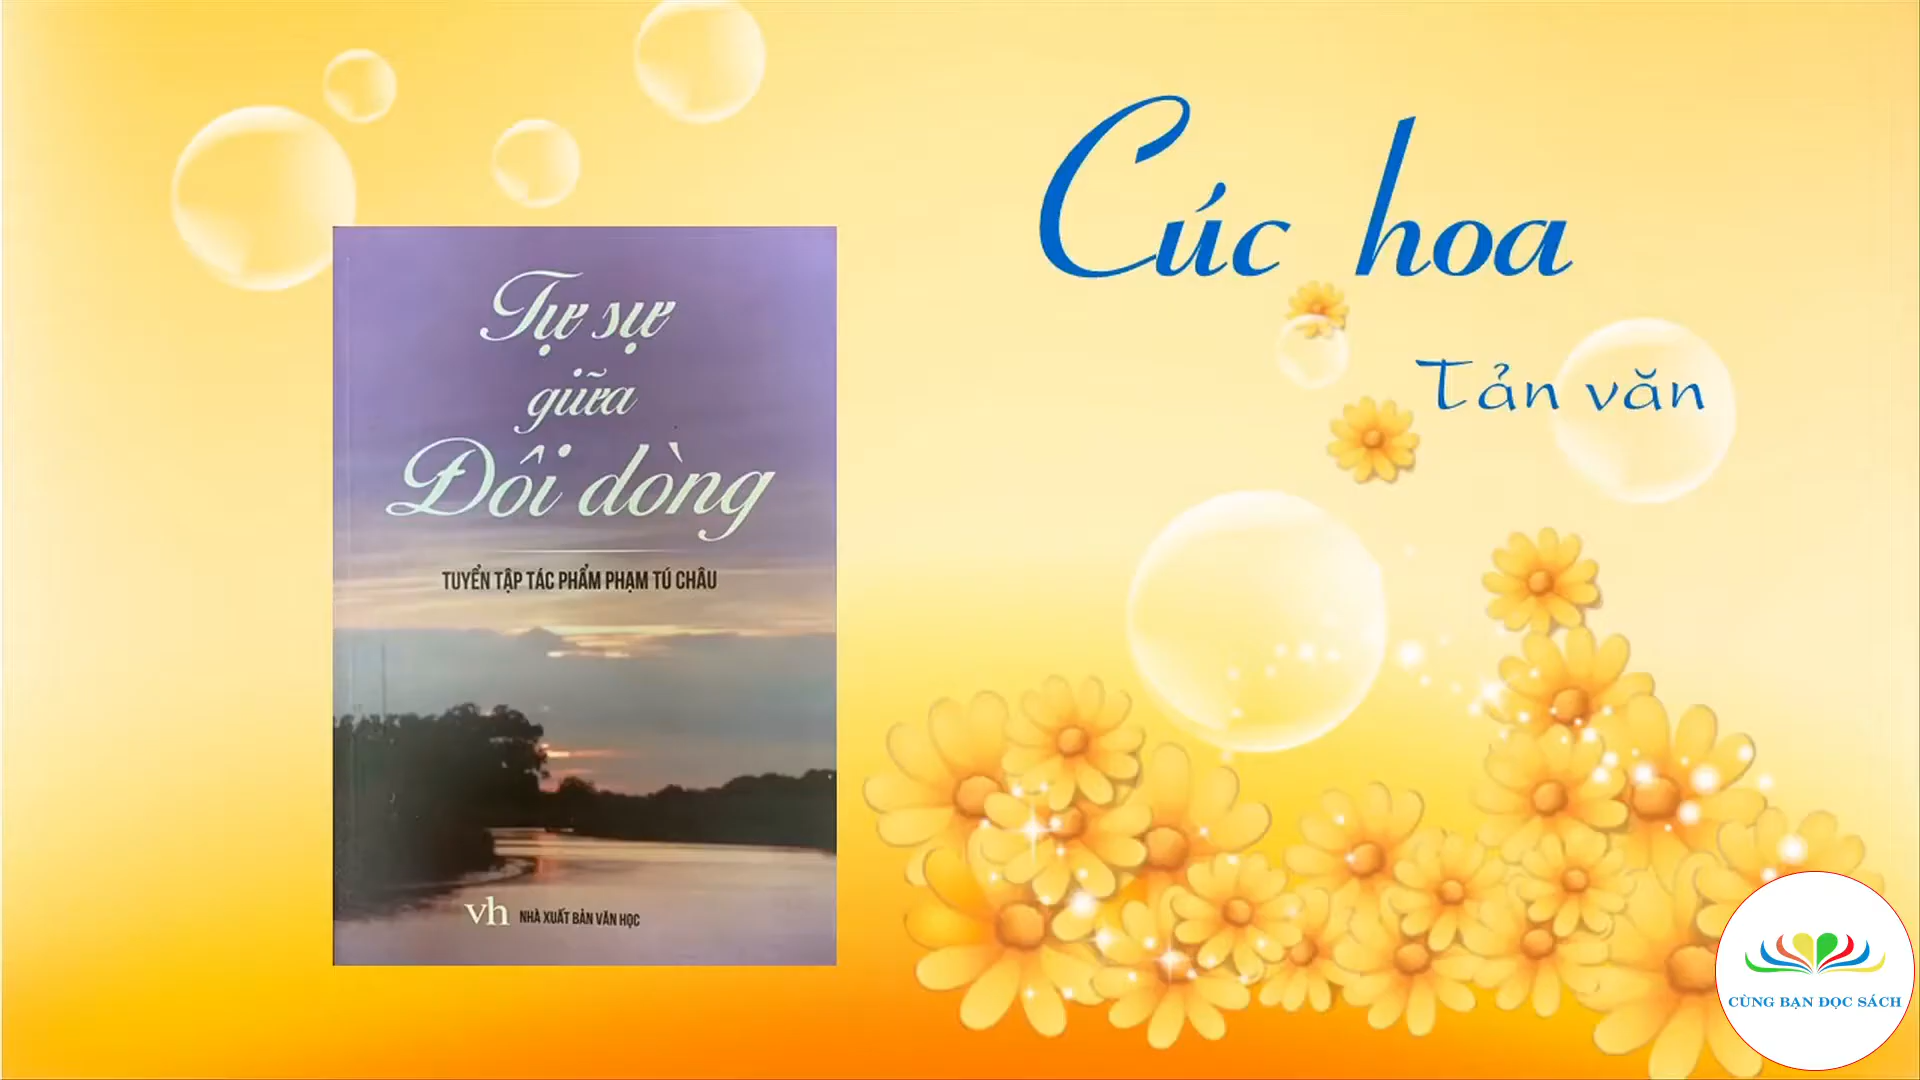 Tự sự
giữa
Đôi dòng
TUYỂN TẬP TÁC PHẨM PHẠM TÚ CHÂU
vh NHÀ XUẤT BẢN VĂN HỌC
Cúc hoa
Tản văn
CÙNG BẠN ĐỌC SÁCH